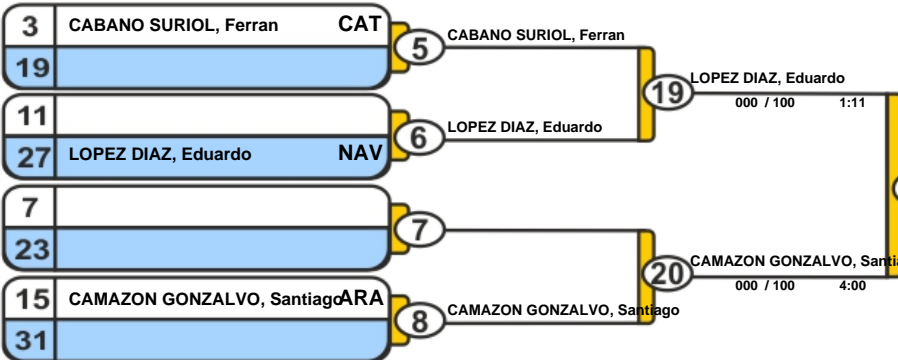 3 CABANO SURIOL, Ferran CAT
19
5 CABANO SURIOL, Ferran
11
27 LOPEZ DIAZ, Eduardo NAV
6 LOPEZ DIAZ, Eduardo
19 LOPEZ DIAZ, Eduardo
000 / 100 1:11
7
23
7
15 CAMAZON GONZALVO, Santiago ARA
31
8 CAMAZON GONZALVO, Santiago
20 CAMAZON GONZALVO, Santia
000 / 100 4:00